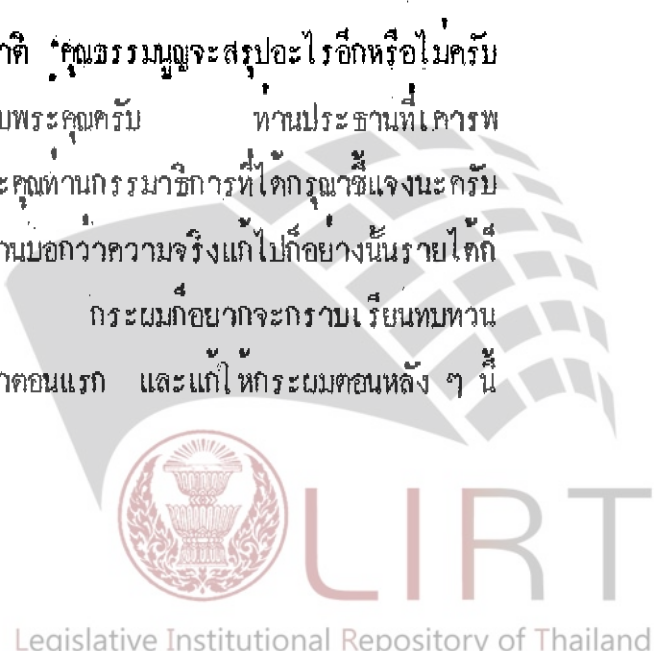 าติ คุณธรรมนูญจะสรุปอะไรอีกหรือไม่ครับ
บพระคุณครับ ท่านประธานที่เคารพ
ะคุณท่านกรรมาธิการที่ได้กรุณาชี้แจงนะครับ
านบอกว่าความจริงแก้ไปก็อย่างนั้นรายได้ก็
กระผมก็อยากจะกราบเรียนทบทวน
าตอนแรก และแก้ให้กระผมตอนหลัง ๆ นี้
LIRT
Legislative Institutional Repository of Thailand